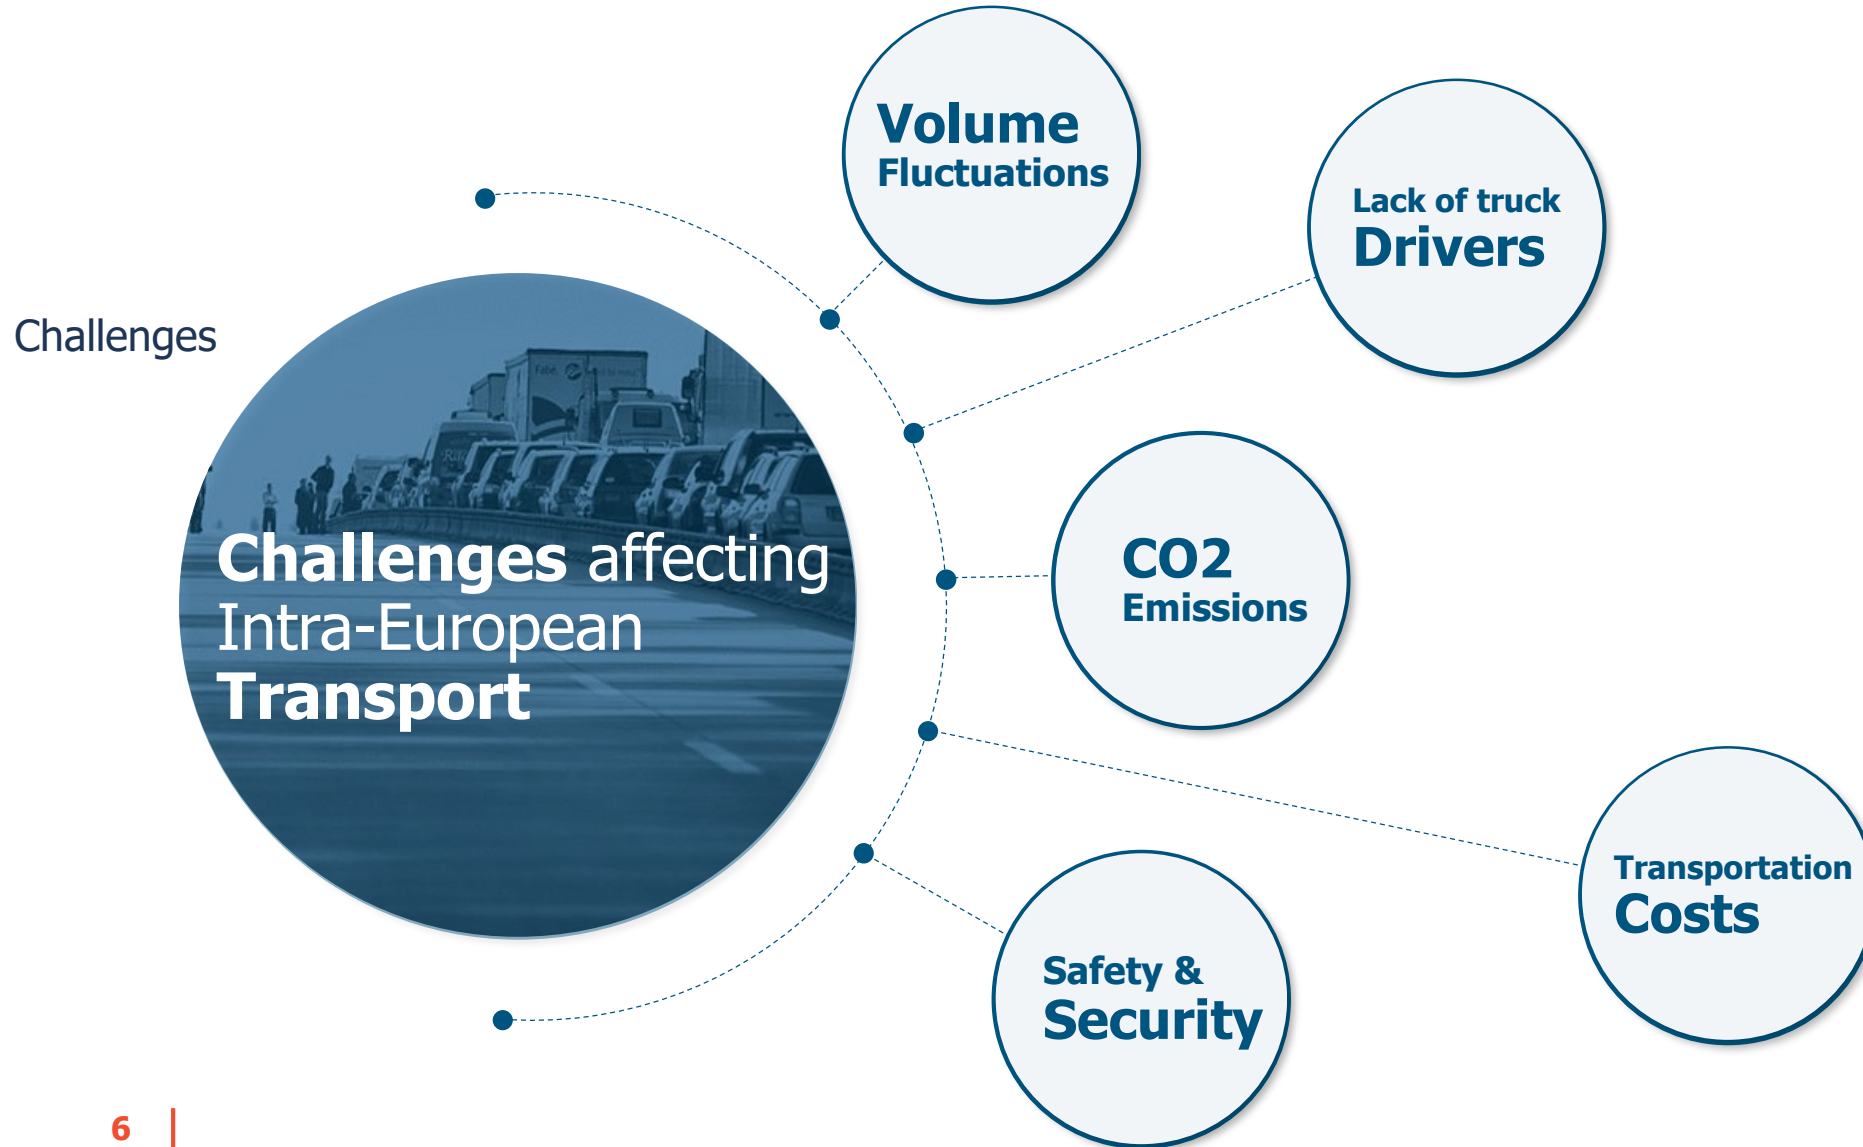 Challenges
Challenges affecting
Intra-European
Transport
Volume
Fluctuations
Lack of truck
Drivers
CO2
Emissions
Transportation
Costs
Safety &
Security
6